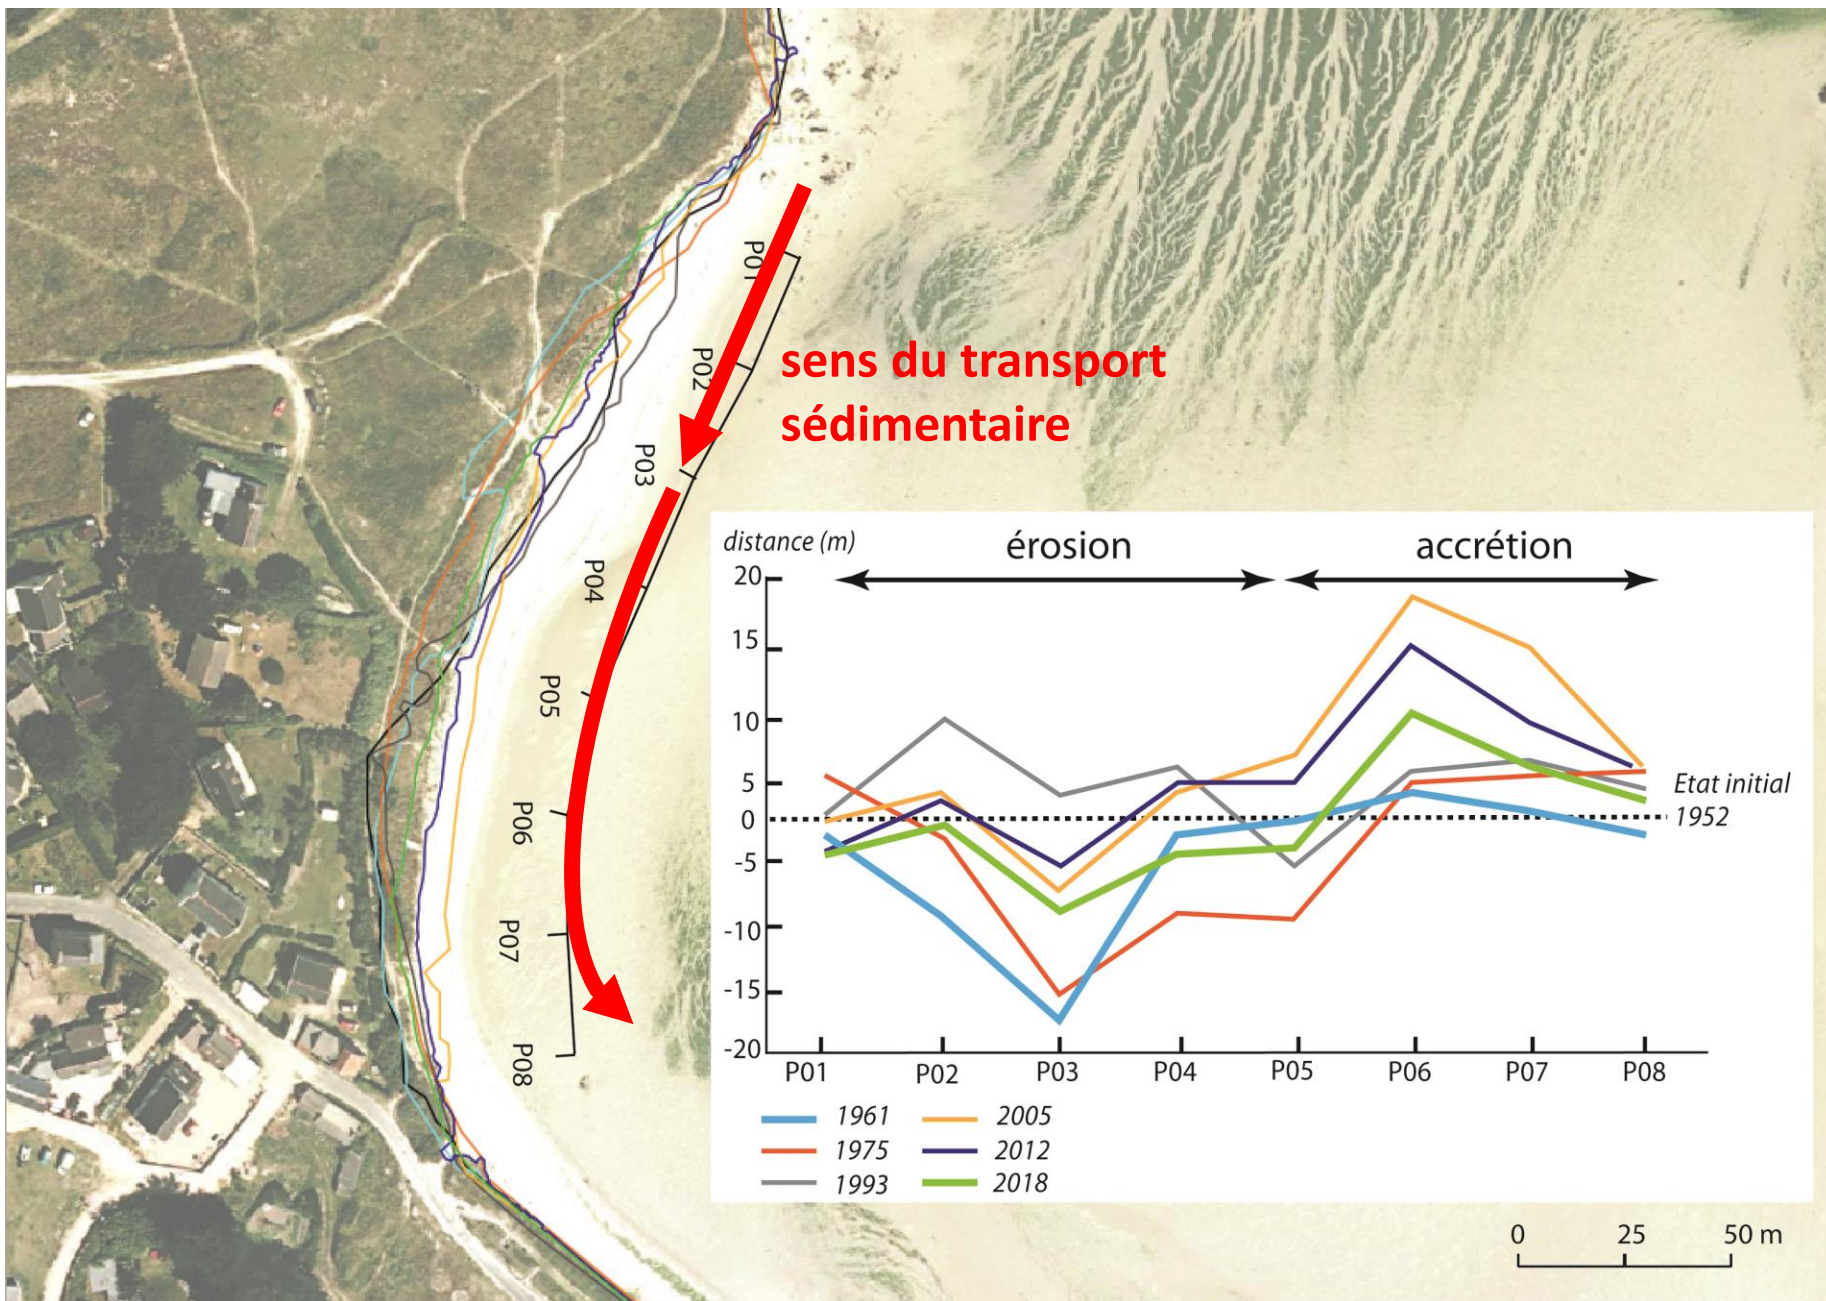 P01
P02
sens du transport
sédimentaire
P03
P04
P05
P06
P07
P08
distance (m)
érosion
accrétion
20
15
10
5
0
-5
-10
-15
-20
Etat initial
1952
P01 P02 P03 P04 P05 P06 P07 P08
1961 2005
1975 2012
1993 2018
0 25 50 m